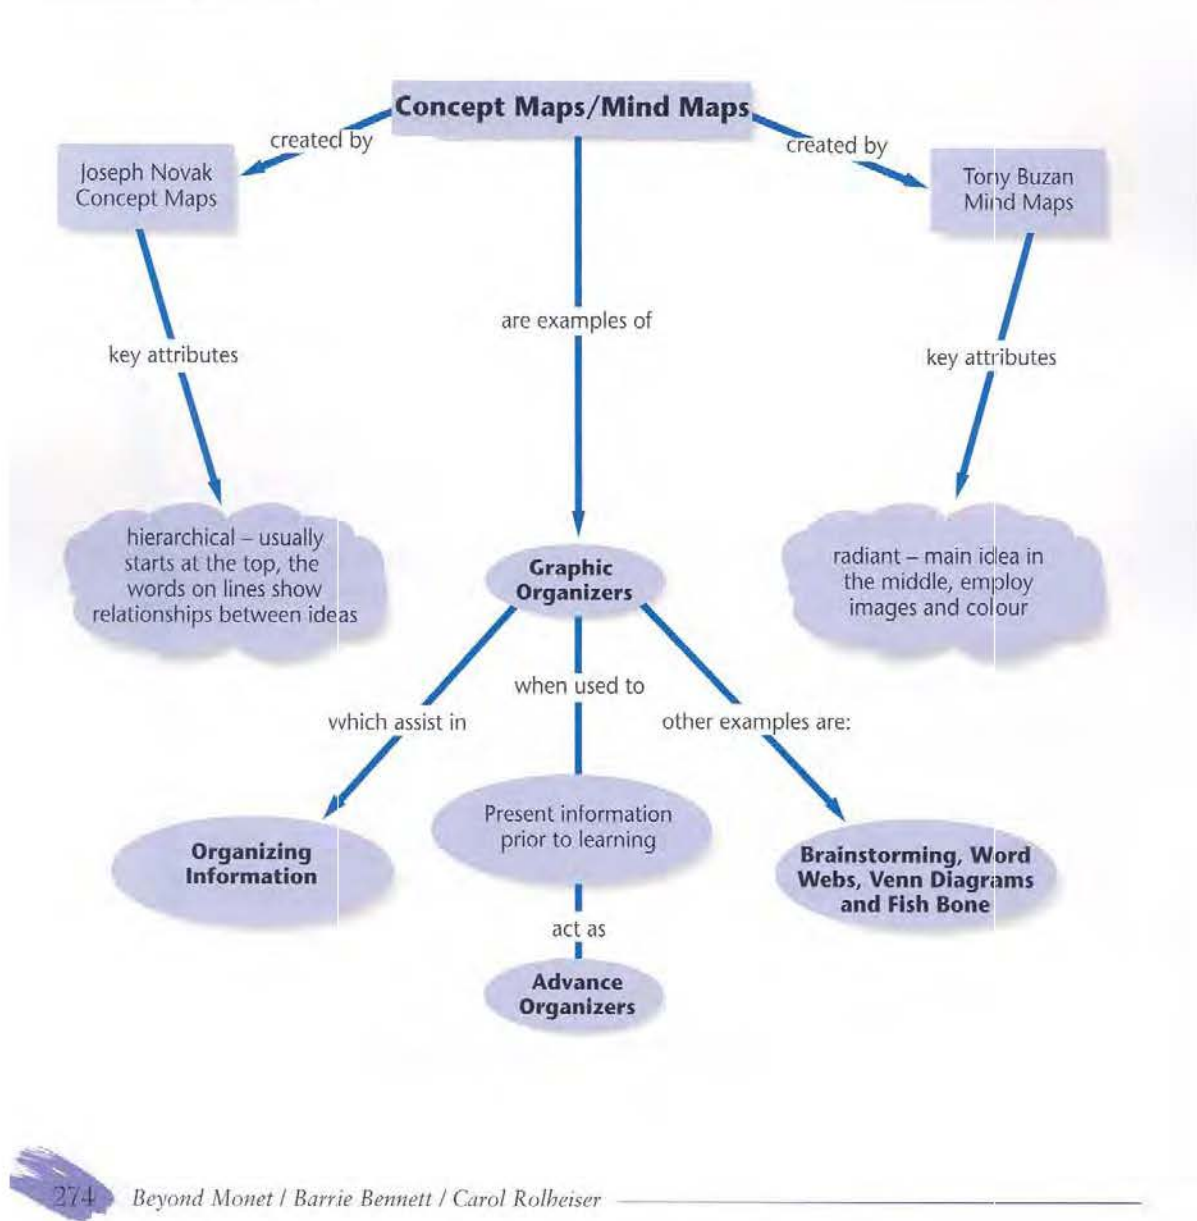 Concept Maps/Mind Maps
created by
created by
Joseph Novak
Concept Maps
Tony Buzan
Mind Maps
are examples of
key attributes
key attributes
hierarchical – usually
starts at the top, the
words on lines show
relationships between ideas
Graphic
Organizers
radiant – main idea in
the middle, employ
images and colour
which assist in
when used to
other examples are:
Organizing
Information
Present information
prior to learning
Brainstorming, Word
Webs, Venn Diagrams
and Fish Bone
act as
Advance
Organizers
274 Beyond Monet / Barrie Bennett / Carol Rolheiser